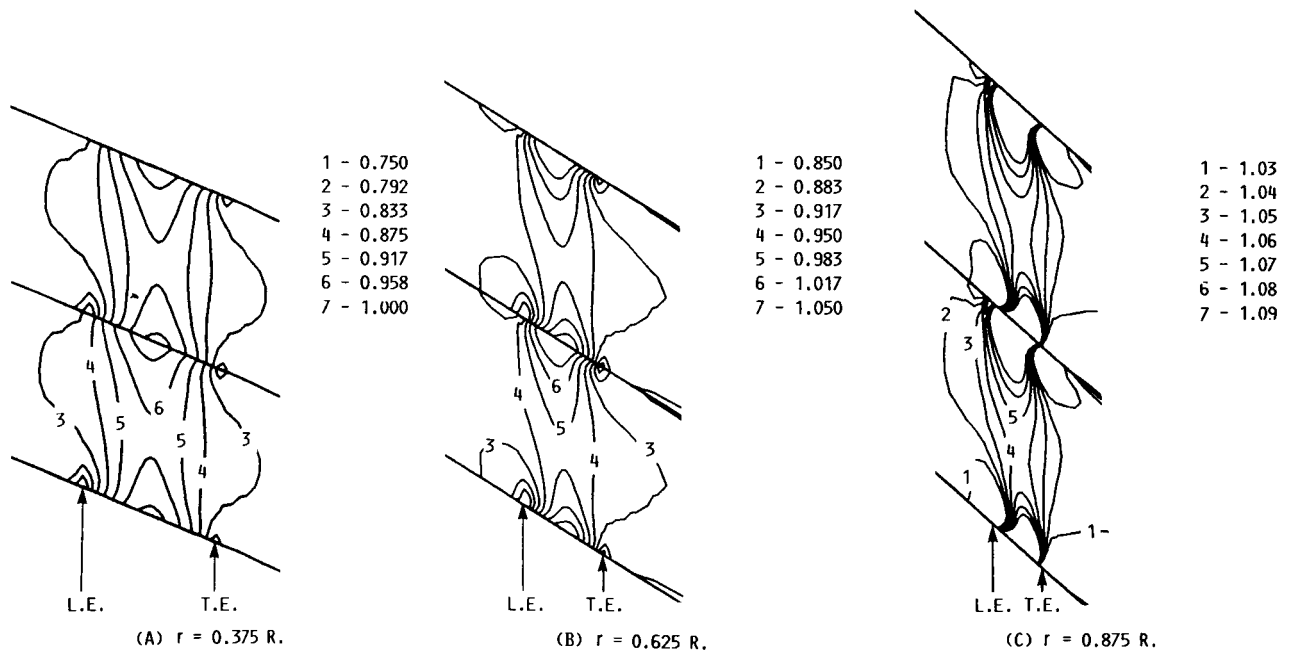 1 - 0.750
2 - 0.792
3 - 0.833
4 - 0.875
5 - 0.917
6 - 0.958
7 - 1.000
4
6
3
5
5
3
4
L.E.
T.E.
(A) r = 0.375 R.
1 - 0.850
2 - 0.883
3 - 0.917
4 - 0.950
5 - 0.983
6 - 1.017
7 - 1.050
6
4
5
3
4
3
L.E.
T.E.
(B) r = 0.625 R.
1 - 1.03
2 - 1.04
3 - 1.05
4 - 1.06
5 - 1.07
6 - 1.08
7 - 1.09
2
3
5
4
1
1-
L.E.
T.E.
(C) r = 0.875 R.